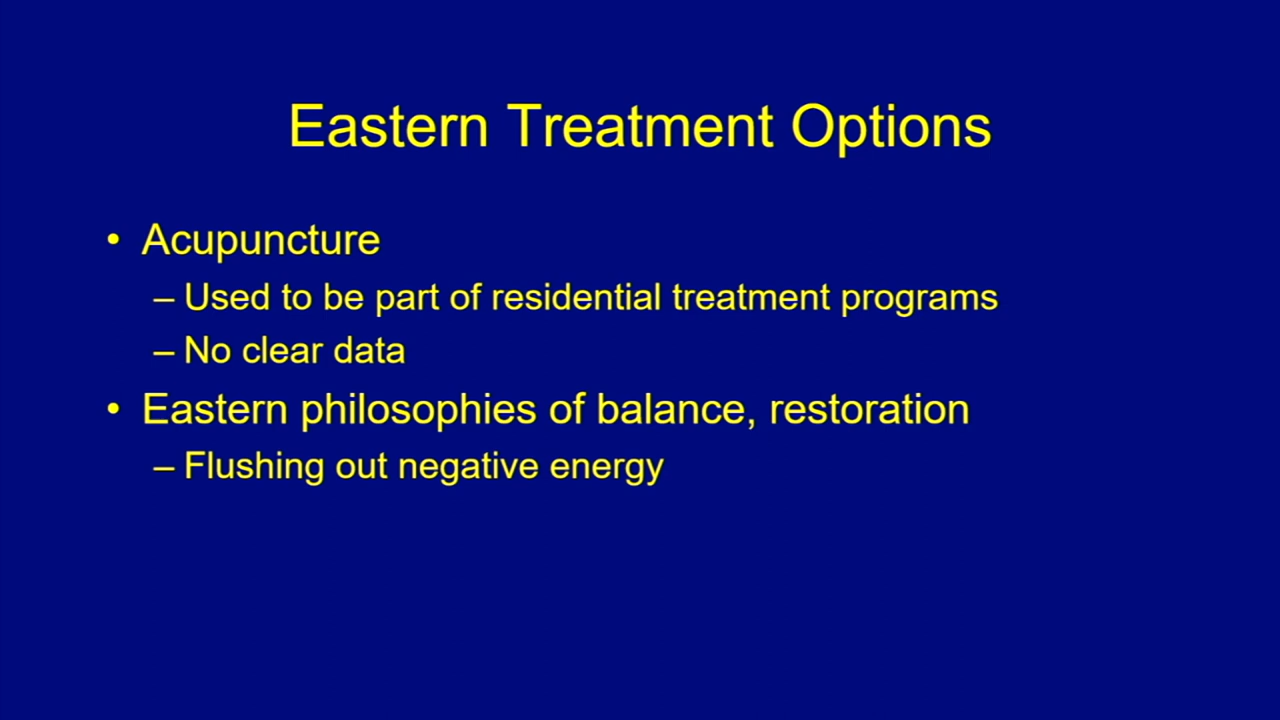 Eastern Treatment Options
• Acupuncture
– Used to be part of residential treatment programs
– No clear data
• Eastern philosophies of balance, restoration
– Flushing out negative energy